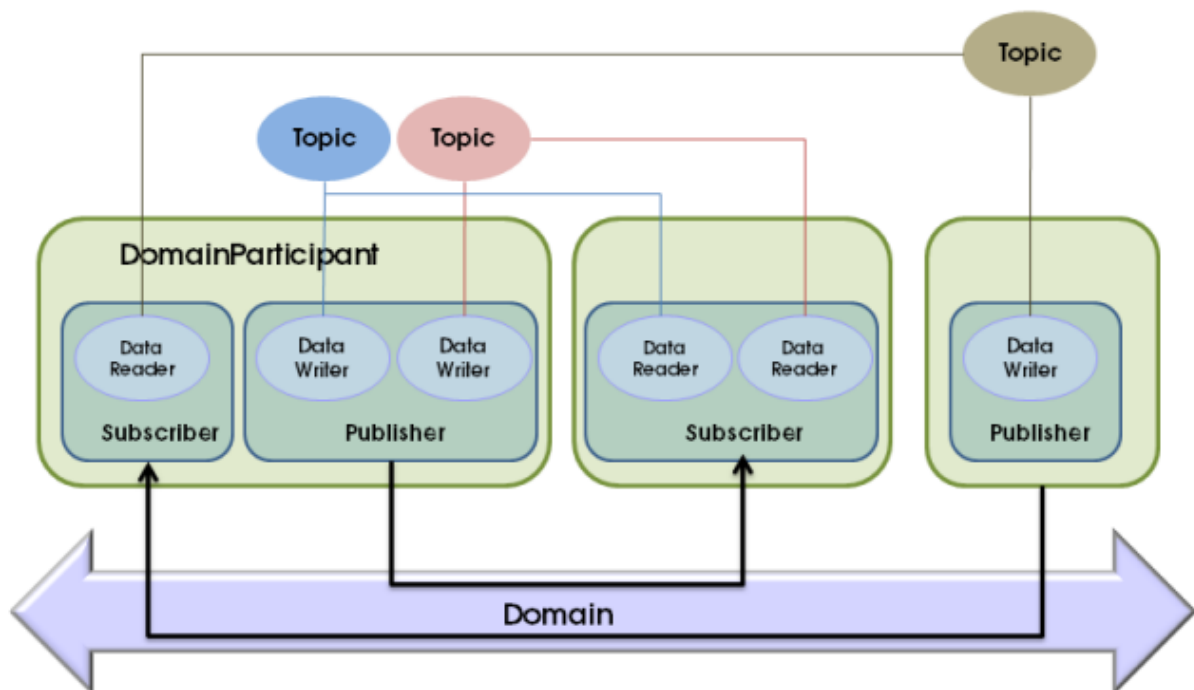 Topic
Topic
Topic
DomainParticipant
Data
Reader
Data
Writer
Data
Writer
Data
Reader
Data
Reader
Data
Writer
Subscriber
Publisher
Subscriber
Publisher
Domain